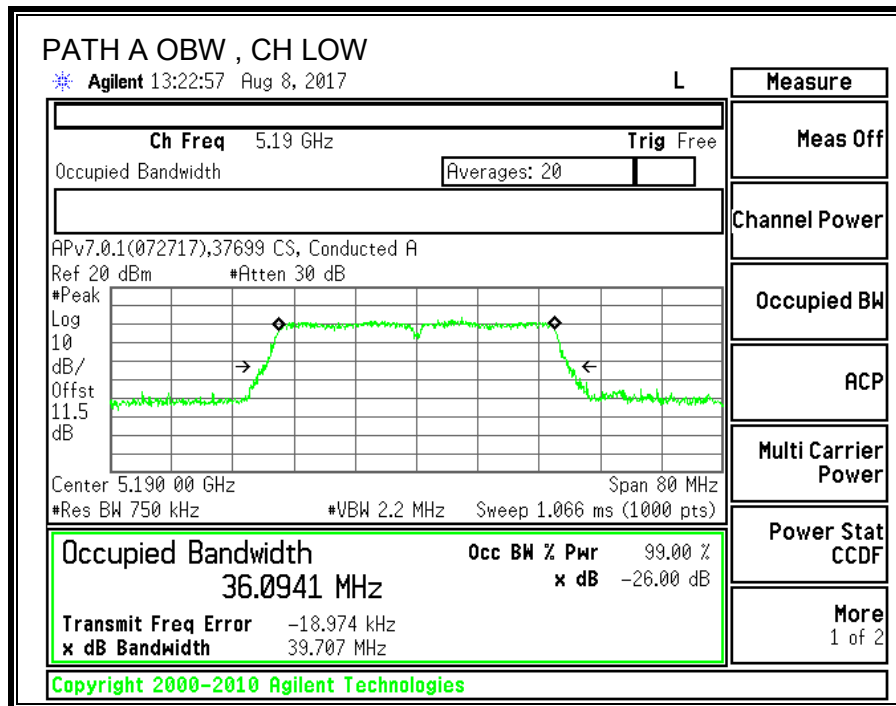 PATH A OBW , CH LOW
Agilent 13:22:57 Aug 8, 2017 L
Measure
Ch Freq 5.19 GHz Trig Free
Meas Off
Occupied Bandwidth Averages: 20
Channel Power
APv7.0.1(072717),37699 CS, Conducted A
Ref 20 dBm #Atten 30 dB
#Peak
Log
10
dB/
Offst
11.5
dB
Occupied BW
ACP
Multi Carrier
Power
Center 5.190 00 GHz Span 80 MHz
#Res BW 750 kHz #VBW 2.2 MHz Sweep 1.066 ms (1000 pts)
Power Stat
CCDF
Occupied Bandwidth Occ BW % Pwr 99.00 %
36.0941 MHz x dB -26.00 dB
Transmit Freq Error -18.974 kHz
x dB Bandwidth 39.707 MHz
More
1 of 2
Copyright 2000-2010 Agilent Technologies